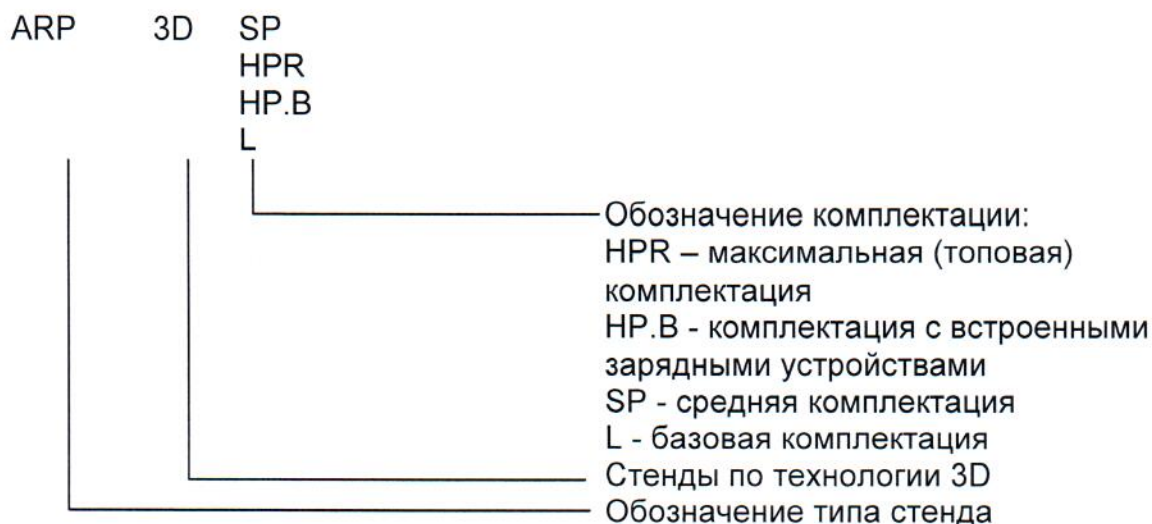 ARP 3D SP
HPR
HP.B
L
Обозначение комплектации:
HPR – максимальная (топовая)
комплектация
HP.B - комплектация с встроенными
зарядными устройствами
SP - средняя комплектация
L - базовая комплектация
Стенды по технологии 3D
Обозначение типа стенда